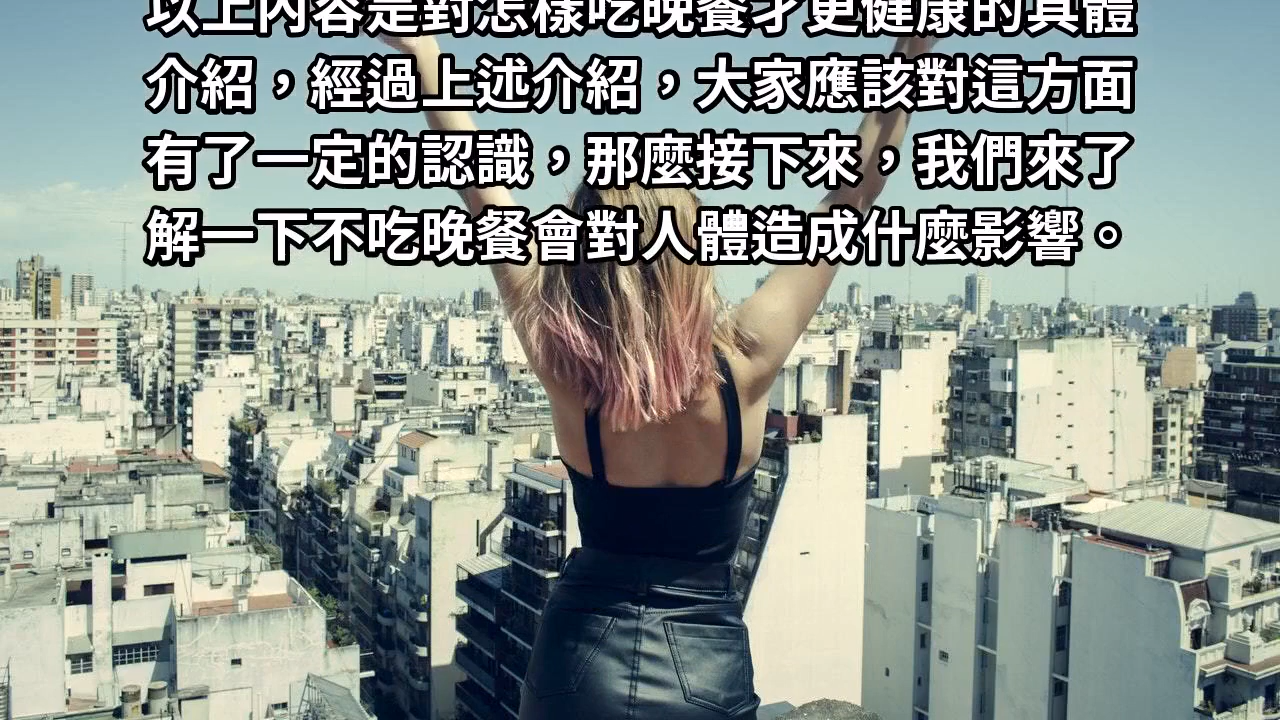 以上內容是對怎樣吃晚餐才更健康的具體
介紹，經過上述介紹，大家應該對這方面
有了一定的認識，那麼接下來，我們來了
解一下不吃晚餐會對人體造成什麼影響。